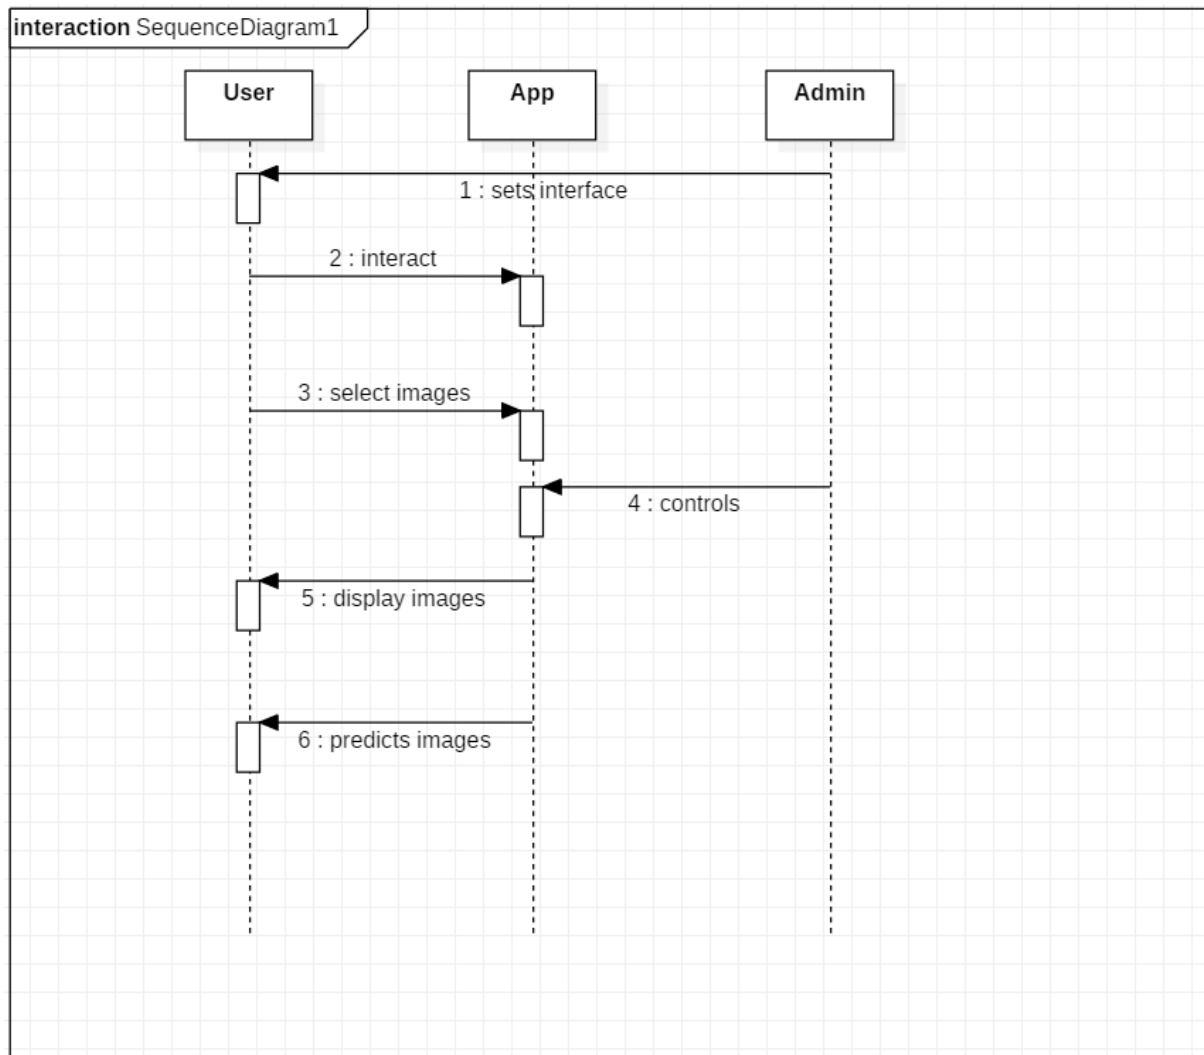 interaction SequenceDiagram1
User
App
Admin
1 : sets interface
2 : interact
3 : select images
4 : controls
5 : display images
6 : predicts images